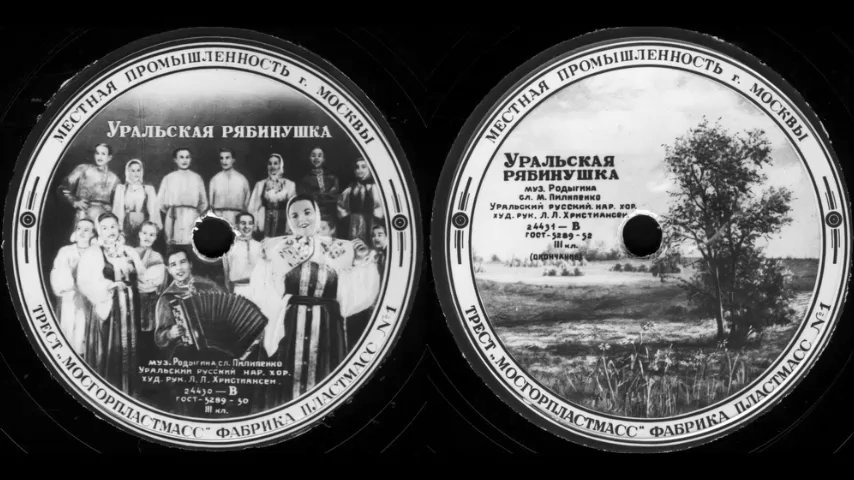 МЕСТНАЯ ПРОМЫШЛЕННОСТЬ г. МОСКВЫ
УРАЛЬСКАЯ РЯБИНУШКА
муз. Родыгина сл. Пилипенко
Уральский русский нар. хор.
худ. рук. Л. Л. Христиансен.
24430 — В
ГОСТ-5289-50
III кл.
ТРЕСТ „МОСГОРПЛАСТМАСС" ФАБРИКА ПЛАСТМАСС №1
МЕСТНАЯ ПРОМЫШЛЕННОСТЬ г. МОСКВЫ
УРАЛЬСКАЯ
РЯБИНУШКА
муз. Родыгина
сл. М. Пилипенко
Уральский русский нар. хор.
худ. рук. Л. Л. Христиансен
24431 — В
ГОСТ-5289-52
III кл.
(окончание)
ТРЕСТ „МОСГОРПЛАСТМАСС" ФАБРИКА ПЛАСТМАСС №1